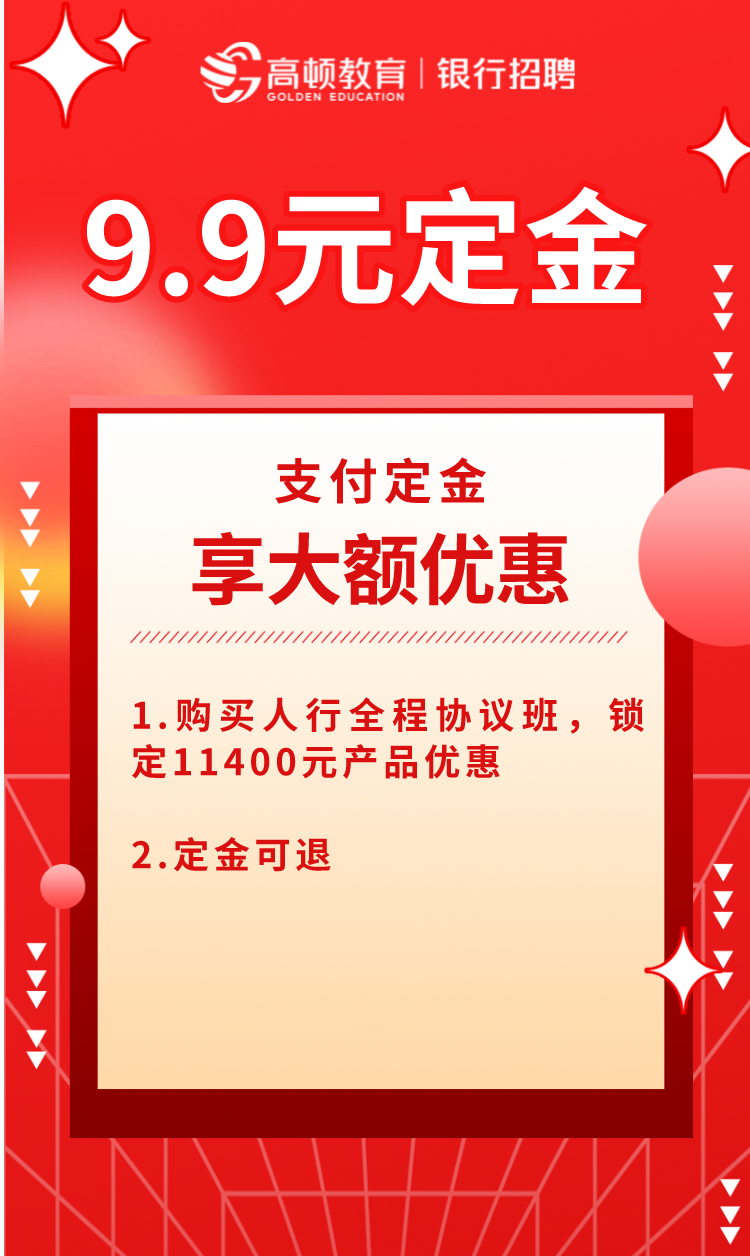 高顿教育 | 银行招聘
GOLDEN EDUCATION
9.9元定金
支付定金
享大额优惠
1.购买人行全程协议班，锁
定11400元产品优惠
2.定金可退